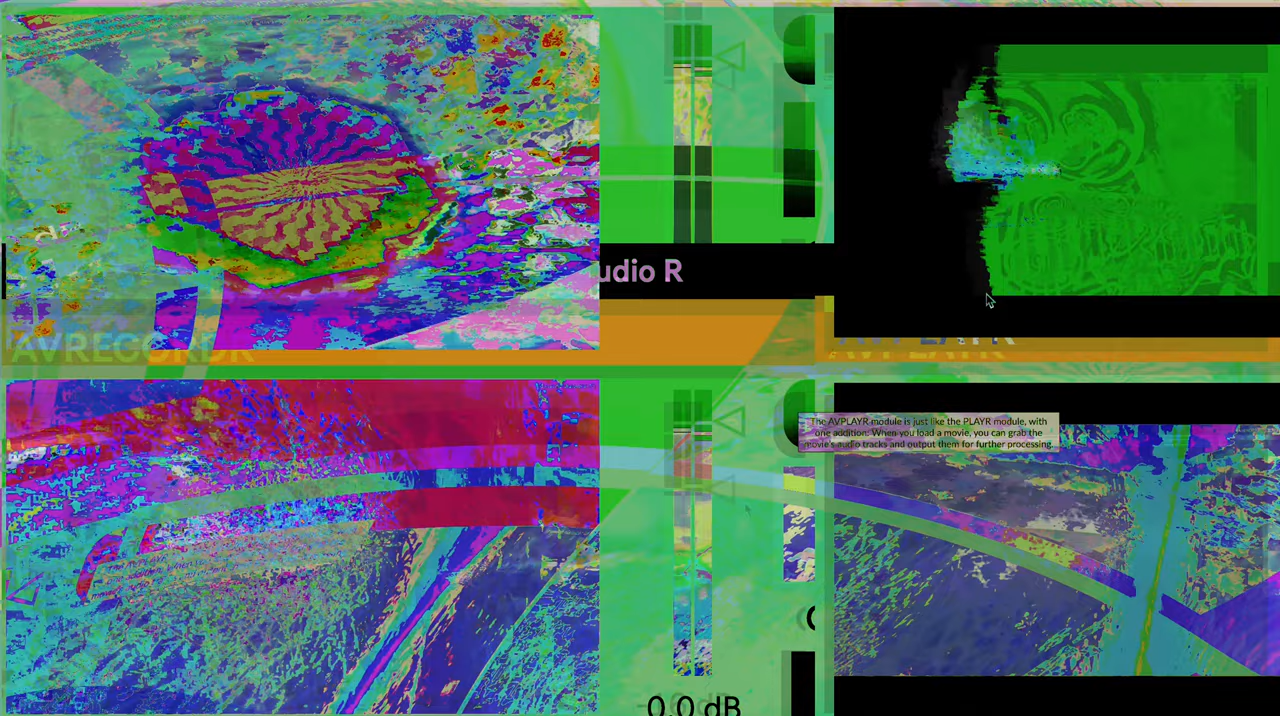 udio R
AVRECORDR
AVPLAYR
The AVPLAYR module is just like the PLAYR module, with
one addition. When you load a movie, you can grab the
movie's audio tracks and output them for further processing.
0.0 dB